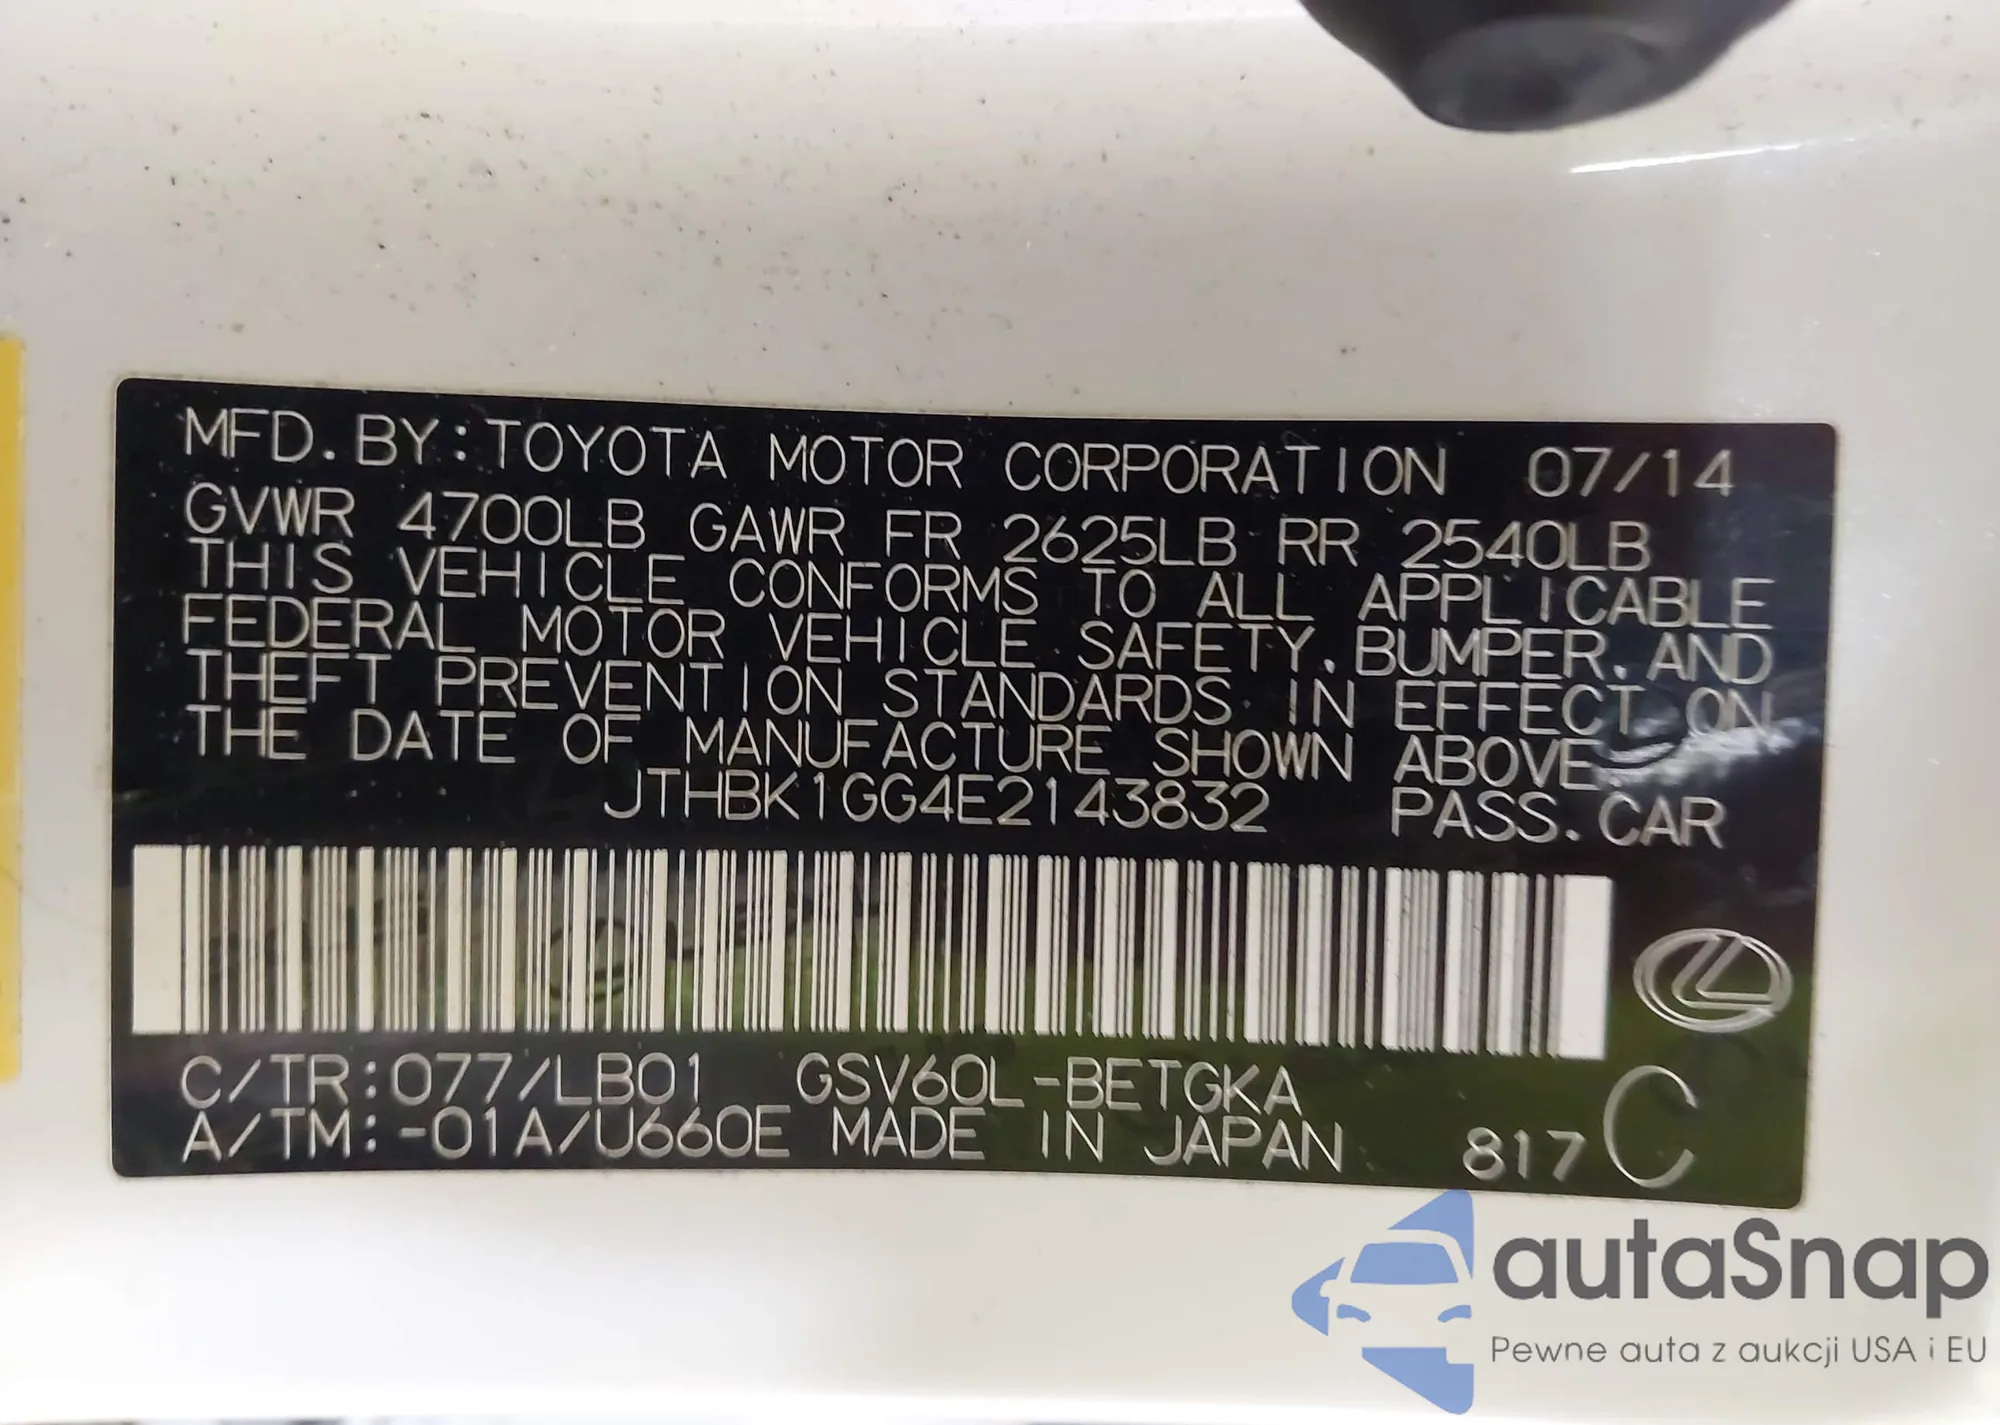 MFD. BY: TOYOTA MOTOR CORPORATION 07/14
GVWR 4700LB GAWR FR 2625LB RR 2540LB
THIS VEHICLE CONFORMS TO ALL APPLICABLE
FEDERAL MOTOR VEHICLE SAFETY, BUMPER, AND
THEFT PREVENTION STANDARDS IN EFFECT ON
THE DATE OF MANUFACTURE SHOWN ABOVE.
JTHBK1GG4E2143832 PASS. CAR
C/TR: 077/LB01 GSV60L-BETGKA
A/TM: -01A/U660E MADE IN JAPAN 817 C
autaSnap
Pewne auta z aukcji USA i EU